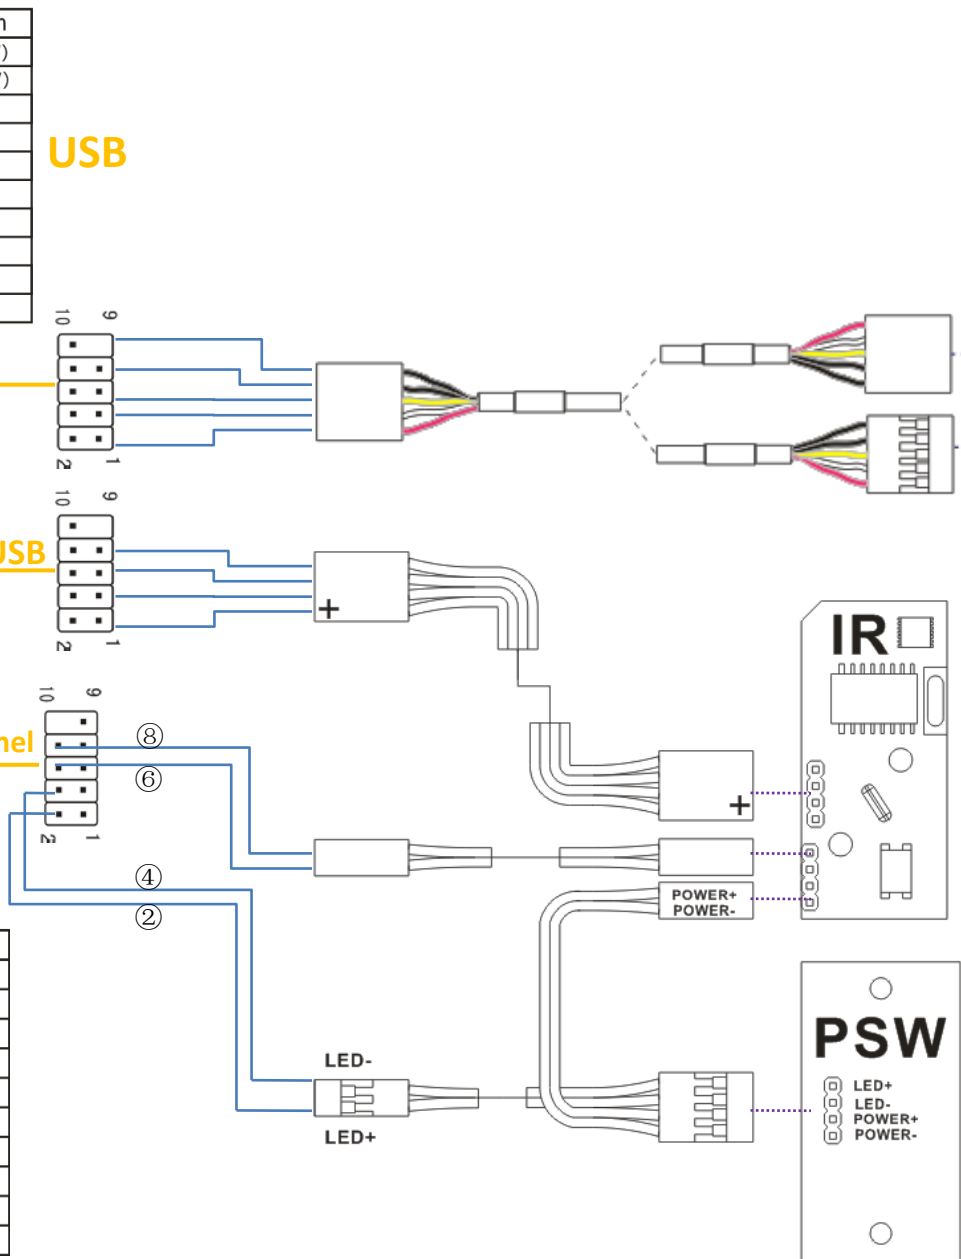 USB
10 9
2 1
10 9
USB
2 1
10 9
⑧
⑥
2 1
④
②
IR
+
+
POWER+
POWER-
LED-
LED+
PSW
LED+
LED-
POWER+
POWER-